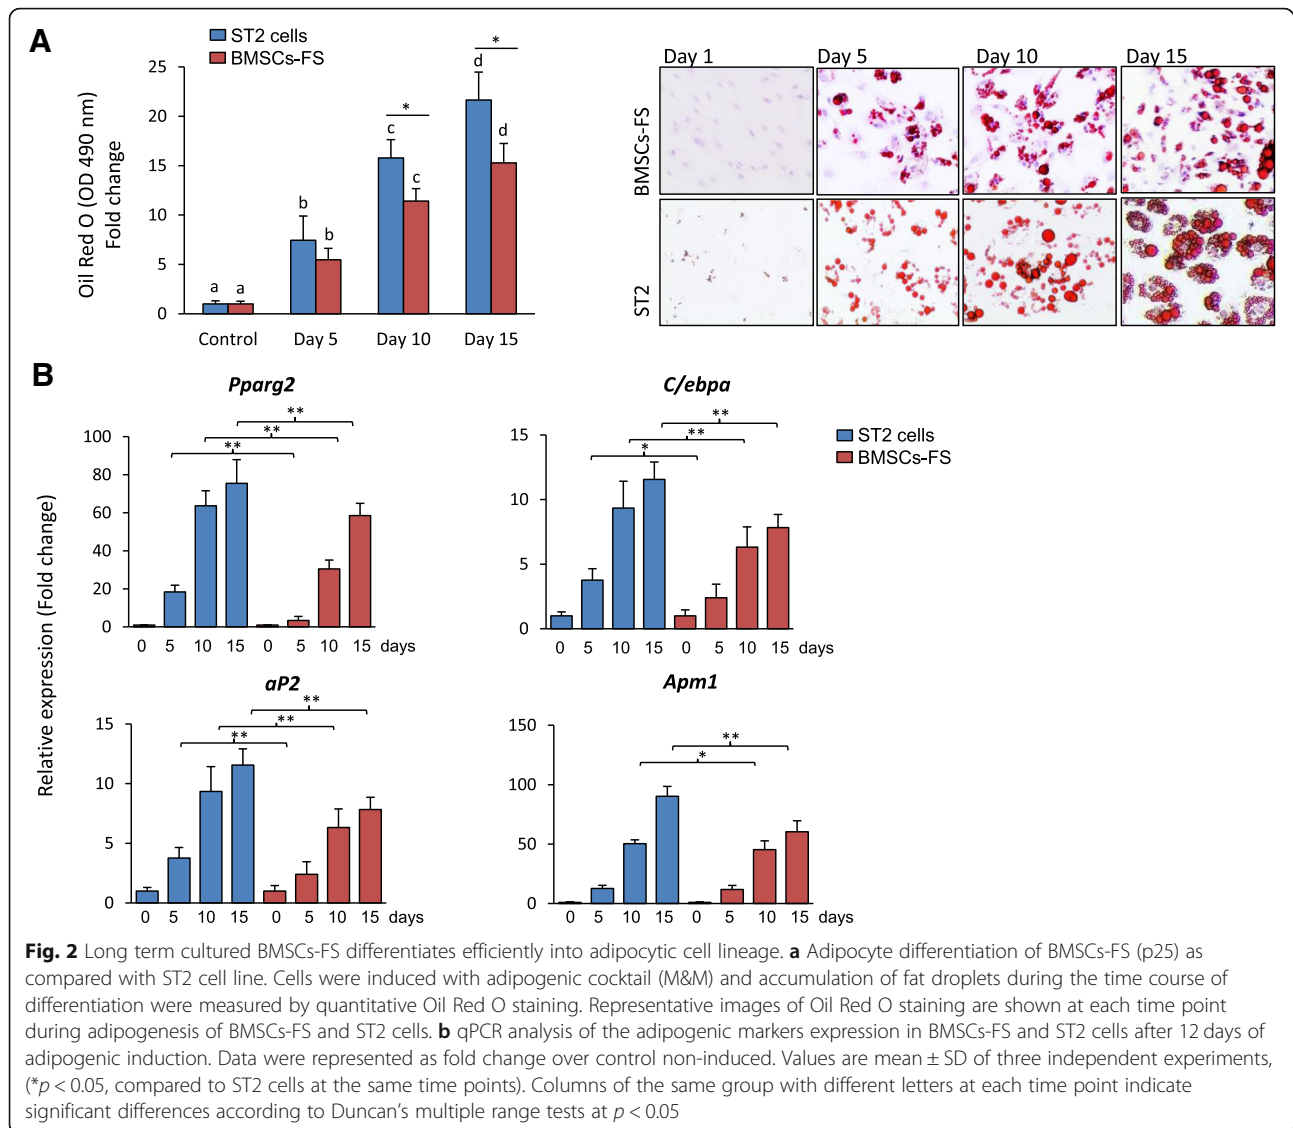 A
ST2 cells
BMSCs-FS
Oil Red O (OD 490 nm)
Fold change
25
20
15
10
5
0
a
a
b
b
c
c
*
d
d
*
Control
Day 5
Day 10
Day 15
Day 1
Day 5
Day 10
Day 15
BMSCs-FS
ST2
B
Relative expression (Fold change)
Pparg2
**
**
**
100
80
60
40
20
0
0 5 10 15 0 5 10 15 days
C/ebpa
**
**
*
15
10
5
0
0 5 10 15 0 5 10 15 days
ST2 cells
BMSCs-FS
aP2
**
**
**
15
10
5
0
0 5 10 15 0 5 10 15 days
Apm1
**
*
150
100
50
0
0 5 10 15 0 5 10 15 days
Fig. 2 Long term cultured BMSCs-FS differentiates efficiently into adipocytic cell lineage. a Adipocyte differentiation of BMSCs-FS (p25) as
compared with ST2 cell line. Cells were induced with adipogenic cocktail (M&M) and accumulation of fat droplets during the time course of
differentiation were measured by quantitative Oil Red O staining. Representative images of Oil Red O staining are shown at each time point
during adipogenesis of BMSCs-FS and ST2 cells. b qPCR analysis of the adipogenic markers expression in BMSCs-FS and ST2 cells after 12 days of
adipogenic induction. Data were represented as fold change over control non-induced. Values are mean ± SD of three independent experiments,
(*p < 0.05, compared to ST2 cells at the same time points). Columns of the same group with different letters at each time point indicate
significant differences according to Duncan's multiple range tests at p < 0.05